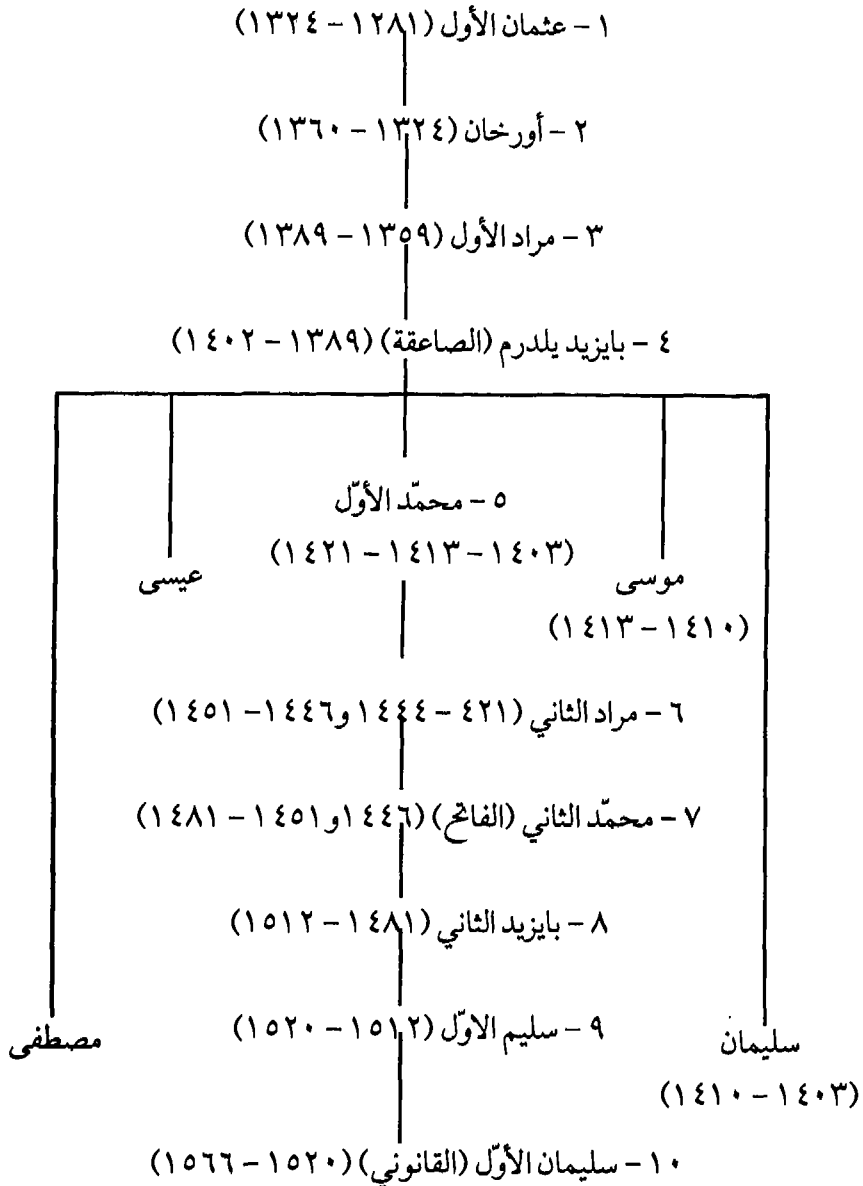 ١ – عثمان الأول (١٢٨١ – ١٣٢٤)
٢ – أورخان (١٣٢٤ – ١٣٦٠)
٣ – مراد الأول (١٣٥٩ – ١٣٨٩)
٤ – بايزيد يلدرم (الصاعقة) (١٣٨٩ – ١٤٠٢)
٥ – محمّد الأوّل
(١٤٠٣ – ١٤١٣ – ١٤٢١)
موسى
(١٤١٠ – ١٤١٣)
عيسى
٦ – مراد الثاني (٤٢١ – ١٤٤٤ و١٤٤٦ – ١٤٥١)
٧ – محمّد الثاني (الفاتح) (١٤٤٦ و١٤٥١ – ١٤٨١)
٨ – بايزيد الثاني (١٤٨١ – ١٥١٢)
٩ – سليم الاوّل (١٥١٢ – ١٥٢٠)
سليمان
(١٤٠٣ – ١٤١٠)
مصطفى
١٠ – سليمان الأوّل (القانوني) (١٥٢٠ – ١٥٦٦)